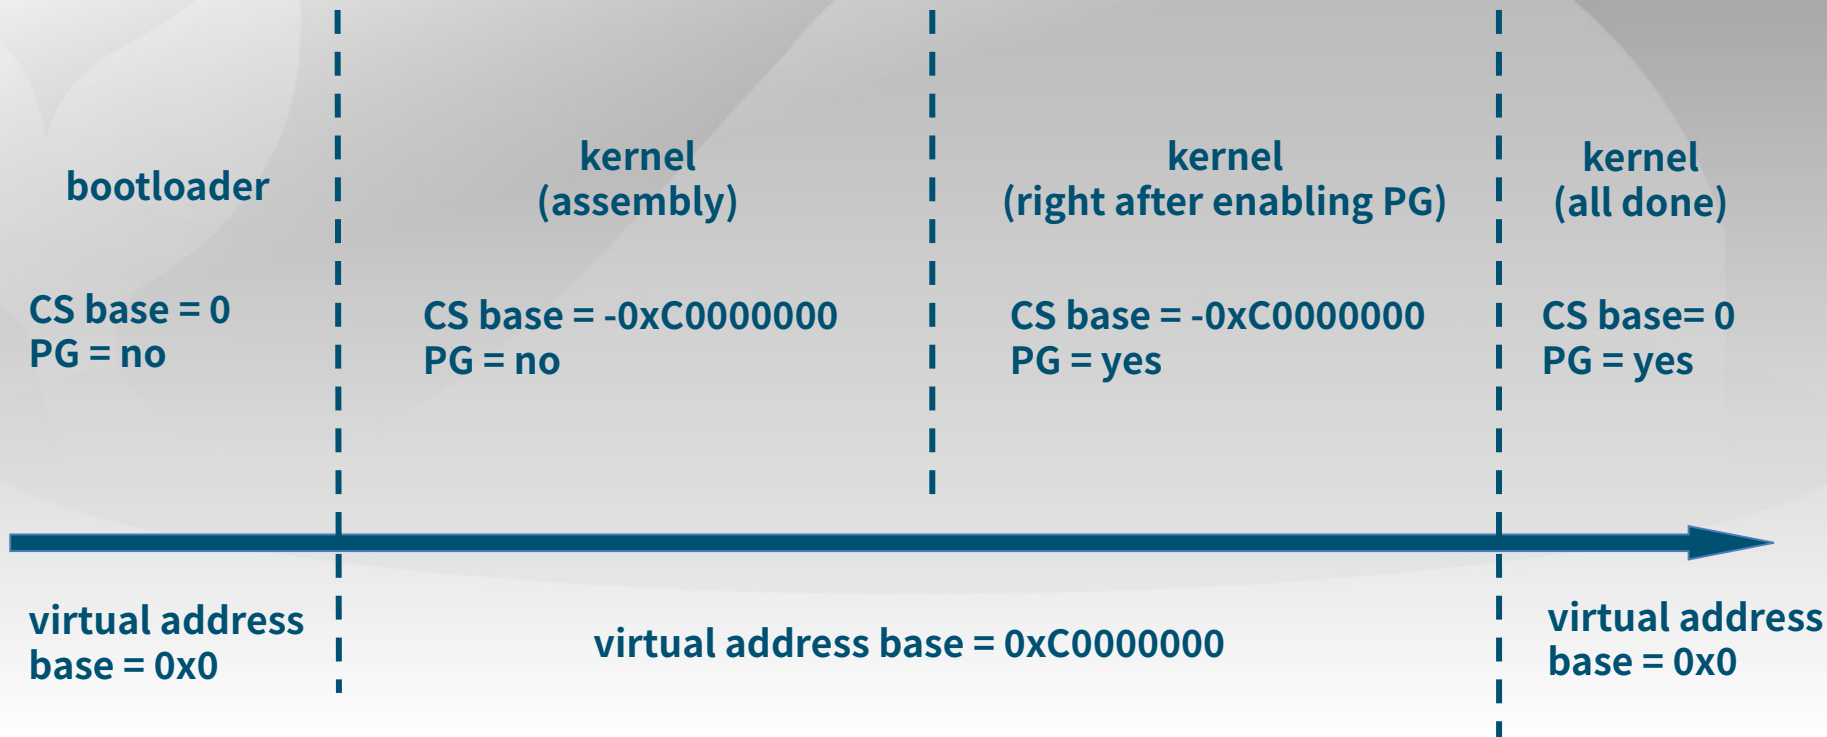 bootloader
CS base = 0
PG = no
kernel
(assembly)
CS base = -0xC0000000
PG = no
kernel
(right after enabling PG)
CS base = -0xC0000000
PG = yes
kernel
(all done)
CS base= 0
PG = yes
virtual address
base = 0x0
virtual address base = 0xC0000000
virtual address
base = 0x0